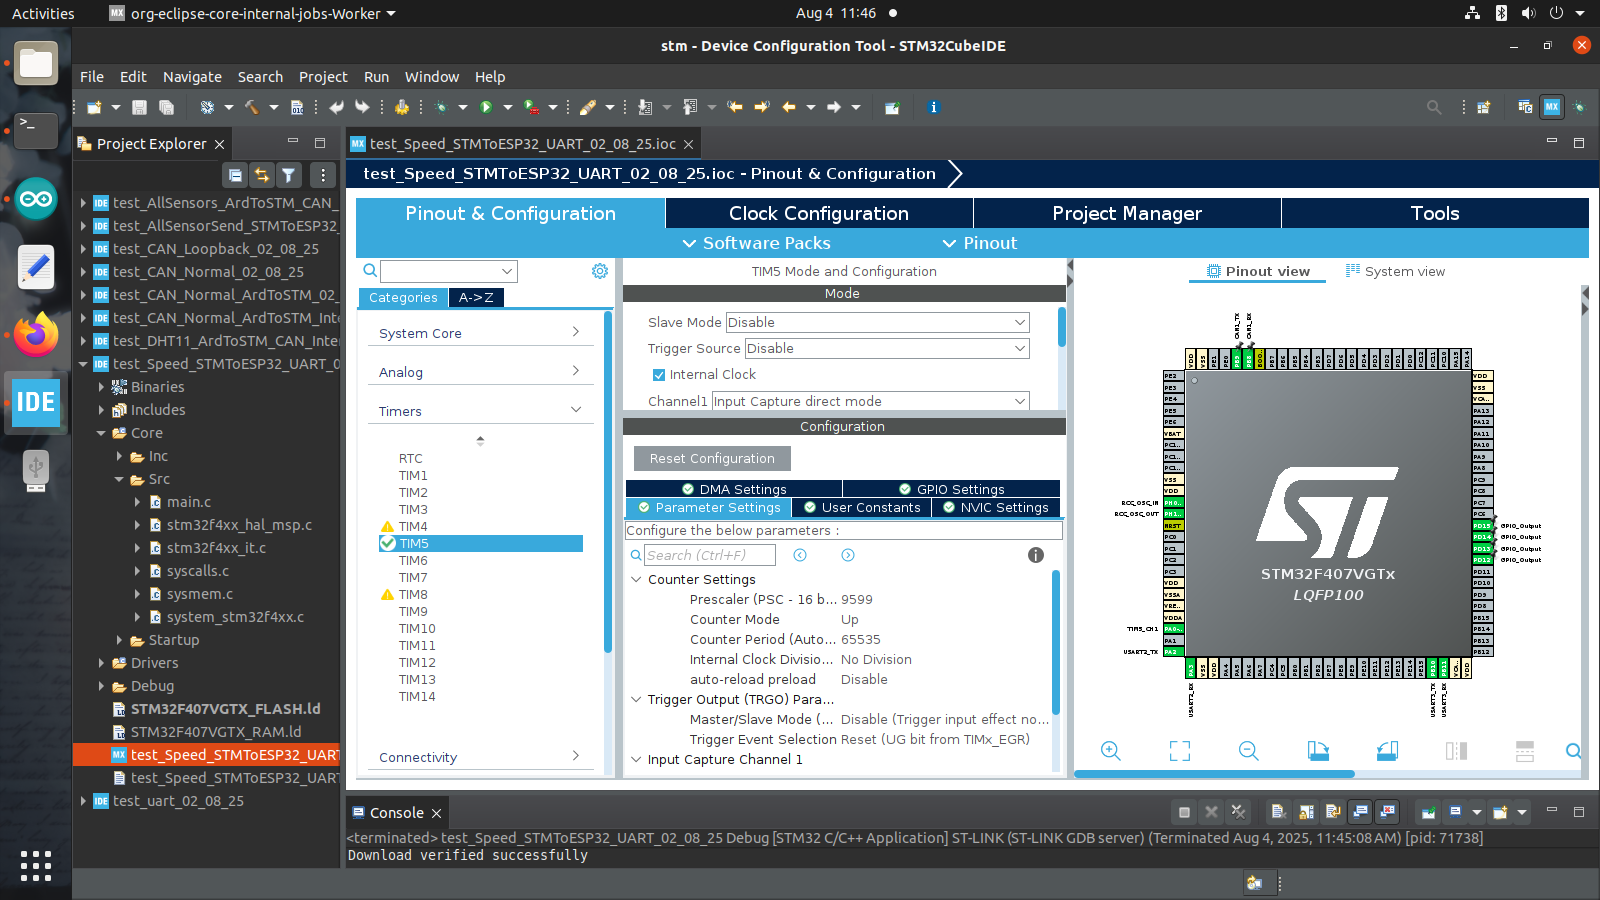 Activities
org-eclipse-core-internal-jobs-Worker
Aug 4 11:46
stm - Device Configuration Tool - STM32CubeIDE
File Edit Navigate Search Project Run Window Help
Project Explorer
test_AllSensors_ArdToSTM_CAN_
test_AllSensorSend_STMToESP32_
test_CAN_Loopback_02_08_25
test_CAN_Normal_02_08_25
test_CAN_Normal_ArdToSTM_02_
test_CAN_Normal_ArdToSTM_Inte
test_DHT11_ArdToSTM_CAN_Inter
test_Speed_STMToESP32_UART_0
Binaries
Includes
Core
Inc
Src
main.c
stm32f4xx_hal_msp.c
stm32f4xx_it.c
syscalls.c
sysmem.c
system_stm32f4xx.c
Startup
Drivers
Debug
STM32F407VGTX_FLASH.ld
STM32F407VGTX_RAM.ld
test_Speed_STMToESP32_UART
test_Speed_STMToESP32_UART
test_uart_02_08_25
test_Speed_STMToESP32_UART_02_08_25.ioc
test_Speed_STMToESP32_UART_02_08_25.ioc - Pinout & Configuration
Pinout & Configuration
Clock Configuration
Project Manager
Tools
Software Packs
Pinout
Categories
A->Z
System Core
Analog
Timers
RTC
TIM1
TIM2
TIM3
TIM4
TIM5
TIM6
TIM7
TIM8
TIM9
TIM10
TIM11
TIM12
TIM13
TIM14
Connectivity
TIM5 Mode and Configuration
Mode
Slave Mode Disable
Trigger Source Disable
Internal Clock
Channel1 Input Capture direct mode
Configuration
Reset Configuration
DMA Settings
GPIO Settings
Parameter Settings
User Constants
NVIC Settings
Configure the below parameters :
Search (Ctrl+F)
Counter Settings
Prescaler (PSC - 16 b... 9599
Counter Mode Up
Counter Period (Auto... 65535
Internal Clock Divisio... No Division
auto-reload preload Disable
Trigger Output (TRGO) Para...
Master/Slave Mode (... Disable (Trigger input effect no...
Trigger Event Selection Reset (UG bit from TIMx_EGR)
Input Capture Channel 1
Pinout view
System view
CAN1_TX
CAN1_RX
RCC_OSC_IN
RCC_OSC_OUT
TIM5_CH1
USART2_TX
USART2_RX
USART3_TX
USART3_RX
GPIO_Output
GPIO_Output
GPIO_Output
GPIO_Output
STM32F407VGTx
LQFP100
Console
<terminated> test_Speed_STMToESP32_UART_02_08_25 Debug [STM32 C/C++ Application] ST-LINK (ST-LINK GDB server) (Terminated Aug 4, 2025, 11:45:08 AM) [pid: 71738]
Download verified successfully